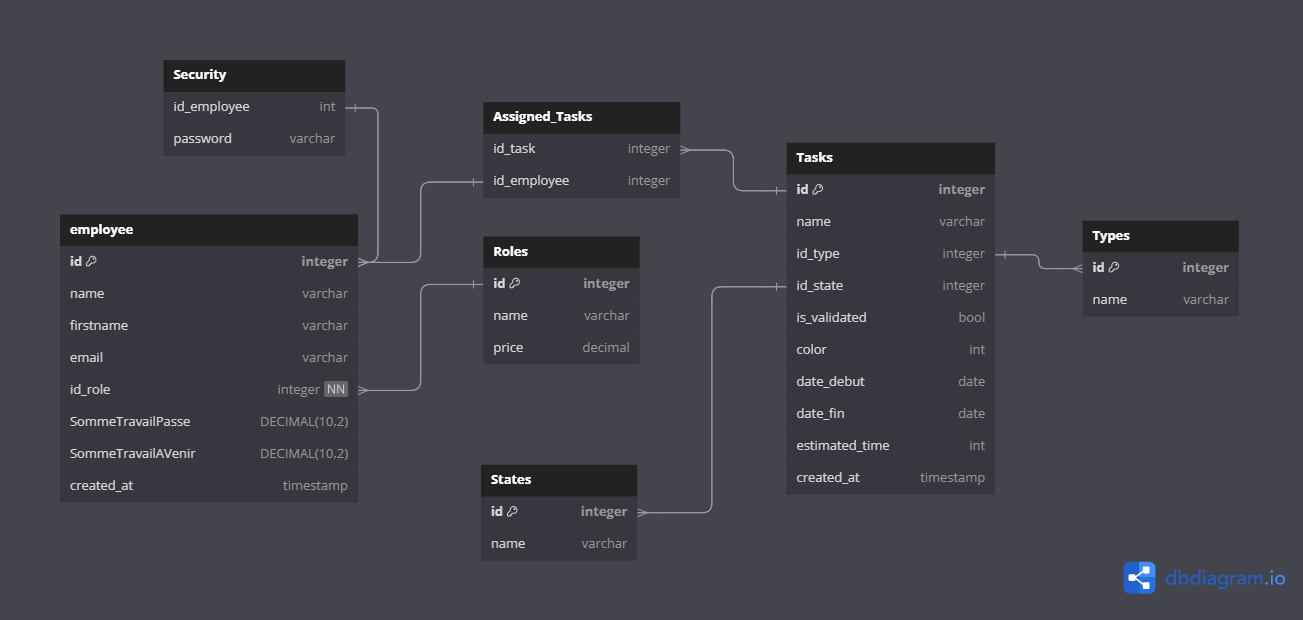 Security
id_employee int
password varchar
employee
id integer
name varchar
firstname varchar
email varchar
id_role integer NN
SommeTravailPasse DECIMAL(10,2)
SommeTravailAVenir DECIMAL(10,2)
created_at timestamp
Assigned_Tasks
id_task integer
id_employee integer
Roles
id integer
name varchar
price decimal
States
id integer
name varchar
Tasks
id integer
name varchar
id_type integer
id_state integer
is_validated bool
color int
date_debut date
date_fin date
estimated_time int
created_at timestamp
Types
id integer
name varchar
dbdiagram.io